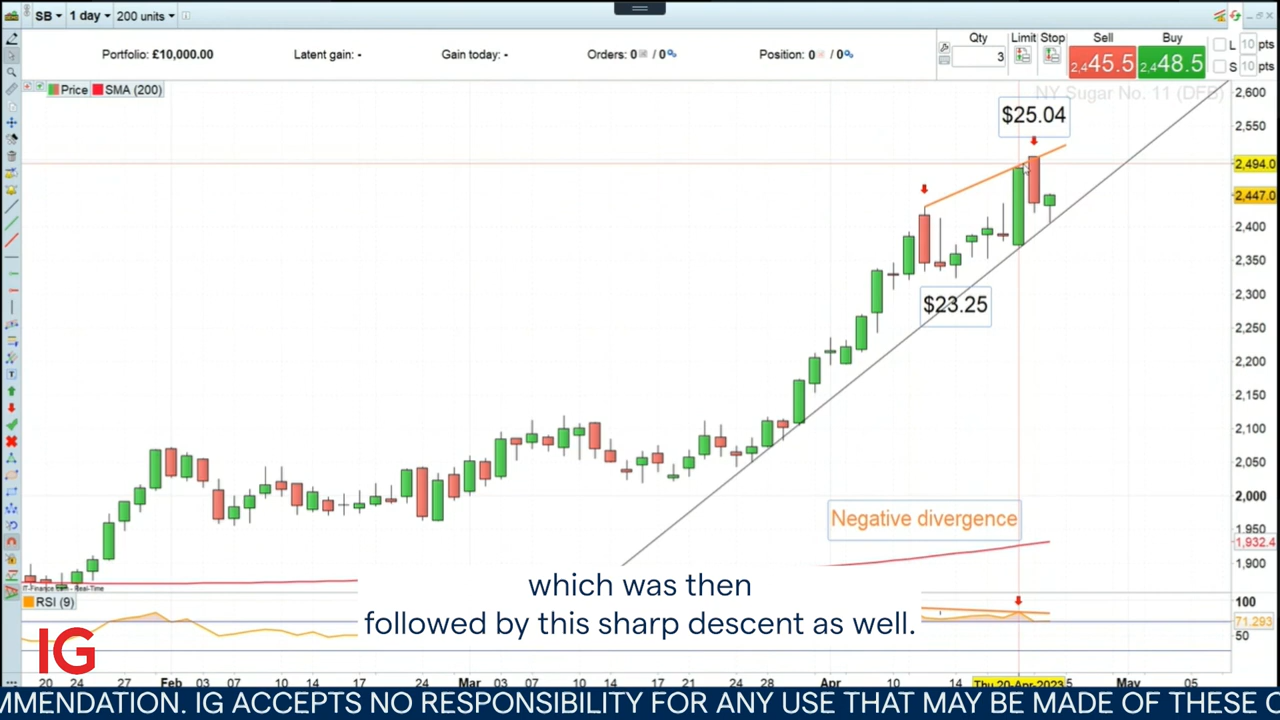 SB 1 day 200 units
Portfolio: £10,000.00 Latent gain: - Gain today: - Orders: 0 / 0 Position: 0 / 0
Qty Limit Stop Sell Buy
3 2,445.5 2,448.5
L 10 pts
S 10 pts
Price SMA (200)
NY Sugar No. 11 (DFB)
2,600
$25.04
2,550
2,494.0
2,447.0
2,400
2,350
$23.25
2,300
2,250
2,200
2,150
2,100
2,050
2,000
Negative divergence
1,950
1,932.4
1,900
which was then
followed by this sharp descent as well.
IT-Finance.com - Real-Time
RSI (9)
100
71.293
50
IG
20 24 27 Feb 03 07 10 14 17 24 Mar 03 07 10 14 17 24 28 Apr 10 14 Thu 20-Apr-2023 5 May 05
MMENDATION. IG ACCEPTS NO RESPONSIBILITY FOR ANY USE THAT MAY BE MADE OF THESE C